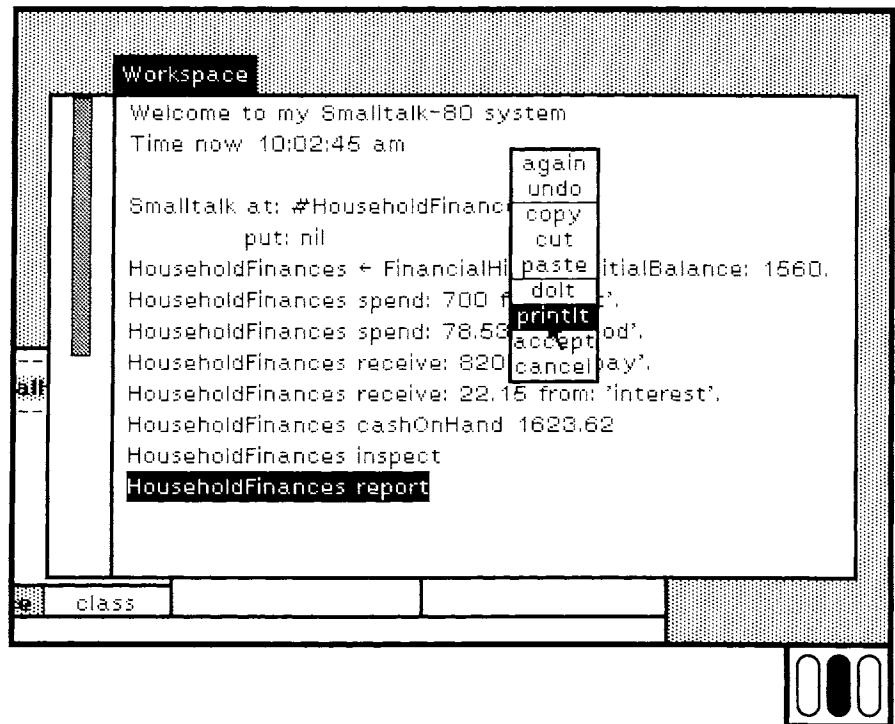 Workspace
Welcome to my Smalltalk-80 system
Time now 10:02:45 am
again
undo
copy
cut
paste
doIt
printIt
accept
cancel
Smalltalk at: #HouseholdFinanc
put: nil
HouseholdFinances ← FinancialHi itialBalance: 1560.
HouseholdFinances spend: 700 f t'.
HouseholdFinances spend: 78.53 od'.
HouseholdFinances receive: 820 ay'.
HouseholdFinances receive: 22.15 from: 'interest'.
HouseholdFinances cashOnHand 1623.62
HouseholdFinances inspect
HouseholdFinances report
class